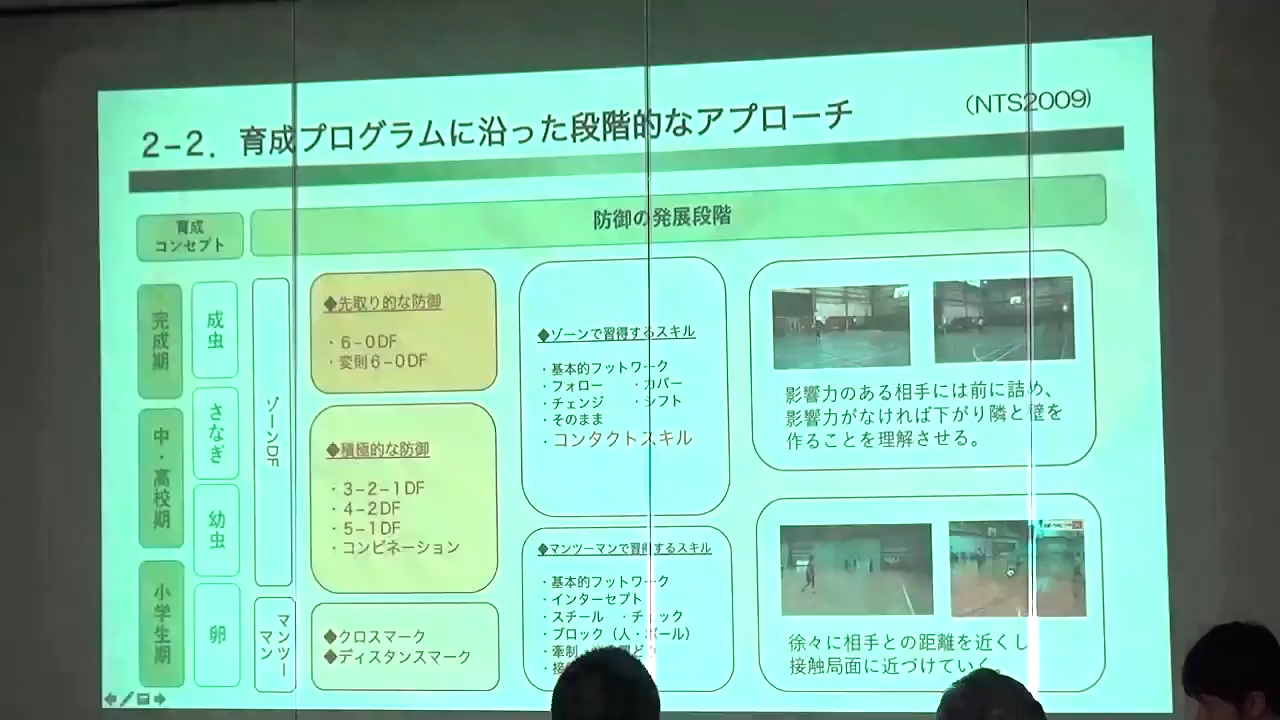 2-2. 育成プログラムに沿った段階的なアプローチ
(NTS2009)
育成
コンセプト
防御の発展段階
完成期
中・高校期
小学生期
成虫
さなぎ
幼虫
卵
ゾーンDF
マンツー
マン
◆先取り的な防御
・6-0DF
・変則6-0DF
◆積極的な防御
・3-2-1DF
・4-2DF
・5-1DF
・コンビネーション
◆クロスマーク
◆ディスタンスマーク
◆ゾーンで習得するスキル
・基本的フットワーク
・フォロー ・カバー
・チェンジ ・シフト
・そのまま
・コンタクトスキル
◆マンツーマンで習得するスキル
・基本的フットワーク
・インターセプト
・スチール ・チェック
・ブロック(人・ボール)
・牽制
影響力のある相手には前に詰め、
影響力がなければ下がり隣と壁を
作ることを理解させる。
徐々に相手との距離を近くし
接触局面に近づけていく。